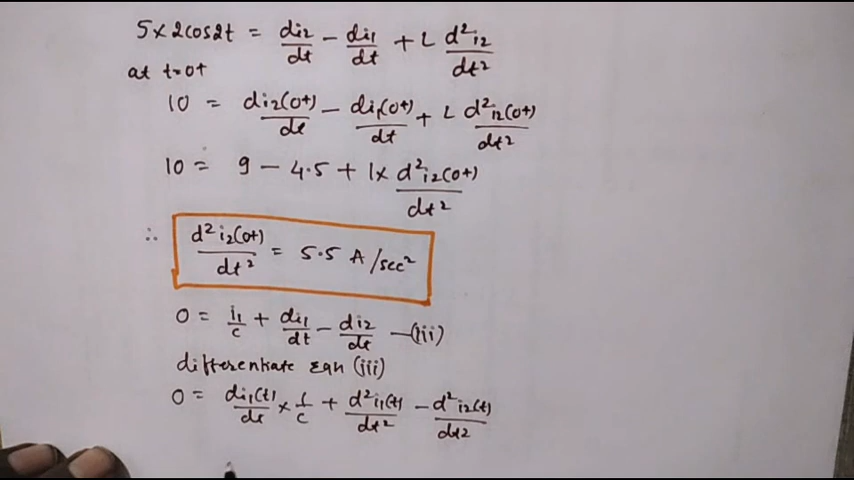 5×2cos2t = di2/dt − di1/dt + L d²i2/dt²
at t=0+
10 = di2(0+)/dt − di1(0+)/dt + L d²i2(0+)/dt²
10 = 9 − 4.5 + 1× d²i2(0+)/dt²
∴ d²i2(0+)/dt² = 5.5 A/sec²
0 = i1/c + di1/dt − di2/dt —(iii)
differentiate eqn (iii)
0 = di1(t)/dt × 1/c + d²i1(t)/dt² − d²i2(t)/dt2